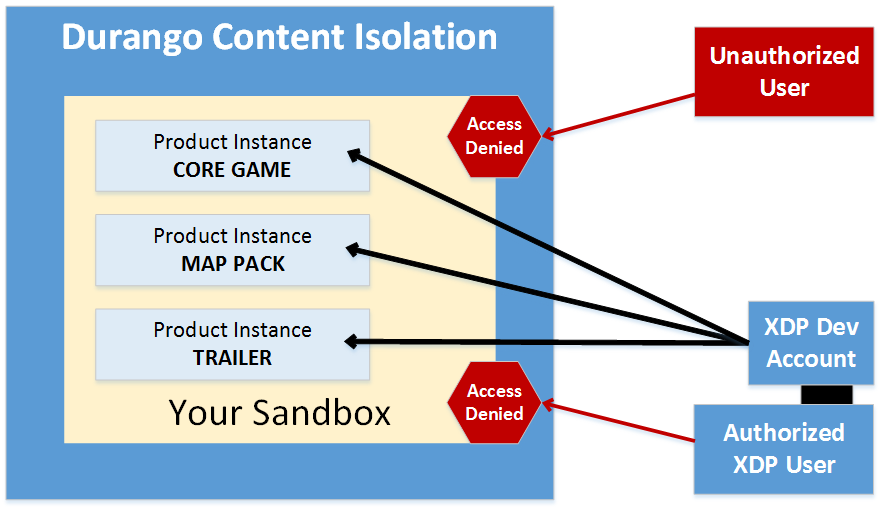 Durango Content Isolation
Unauthorized
User
Access
Denied
Product Instance
CORE GAME
Product Instance
MAP PACK
Product Instance
TRAILER
XDP Dev
Account
Access
Denied
Your Sandbox
Authorized
XDP User